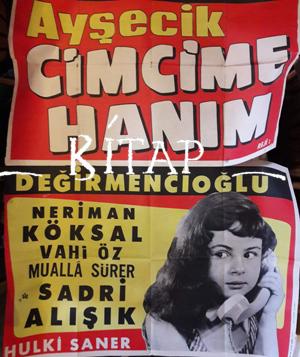 Ayşecik
CİMCİME
HANIM
KİTAP
DEĞİRMENCİOĞLU
NERİMAN
KÖKSAL
VAHİ ÖZ
MUALLÂ SÜRER
SADRİ
ALIŞIK
HULKİ SANER